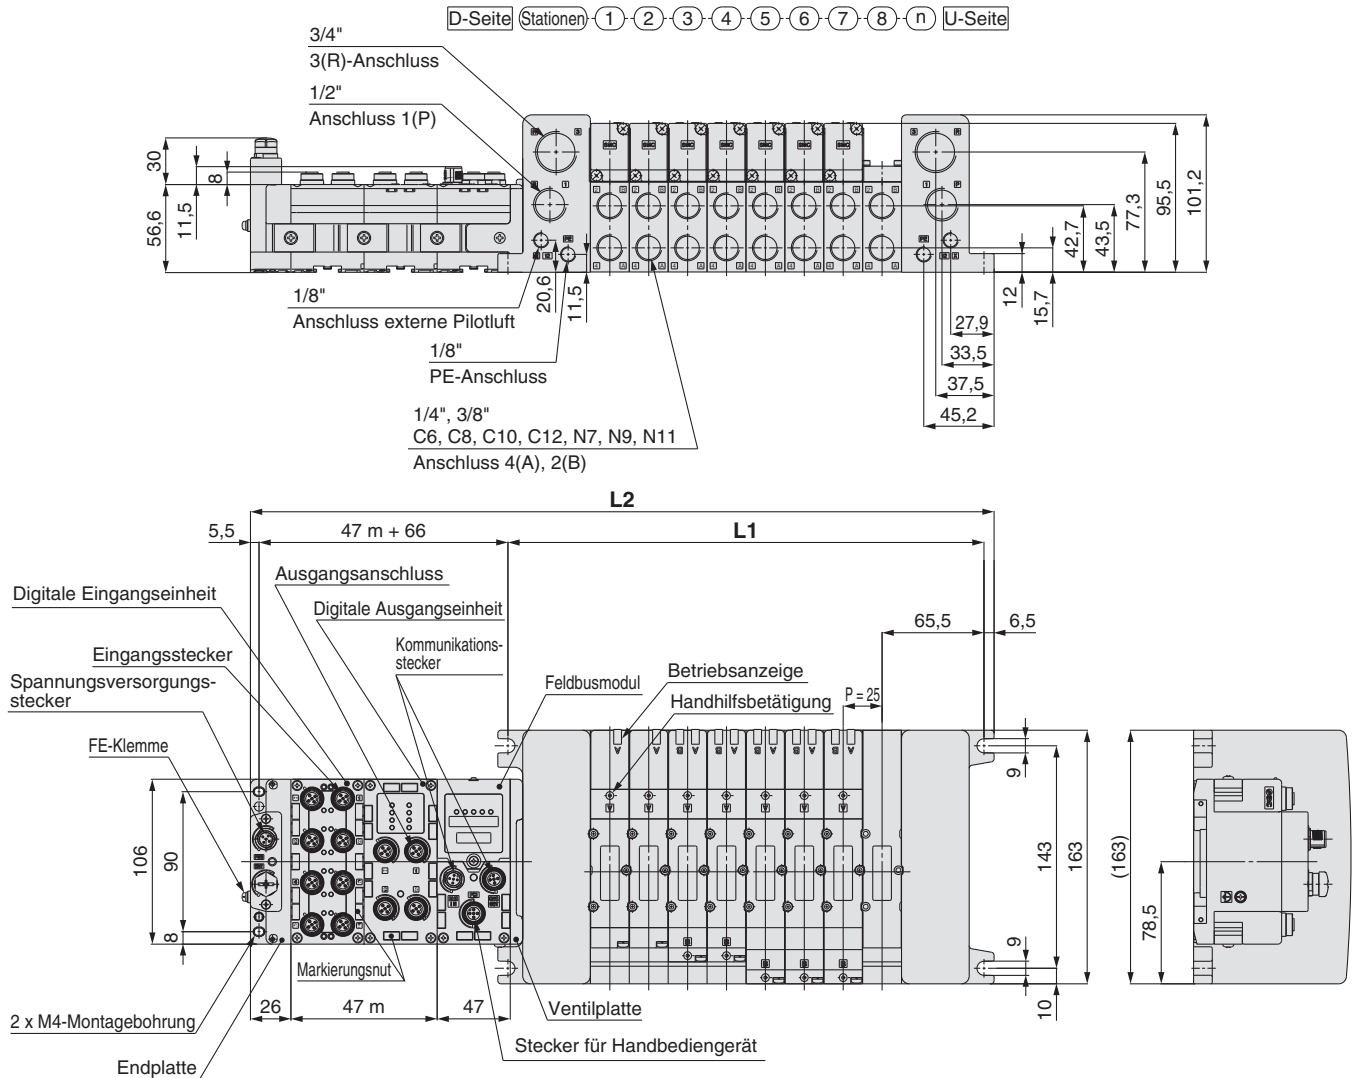 D-Seite Stationen 1 2 3 4 5 6 7 8 n U-Seite
3/4"
3(R)-Anschluss
1/2"
Anschluss 1(P)
30
8
11,5
56,6
1/8"
Anschluss externe Pilotluft
20,6
11,5
1/8"
PE-Anschluss
1/4", 3/8"
C6, C8, C10, C12, N7, N9, N11
Anschluss 4(A), 2(B)
42,7
43,5
77,3
95,5
101,2
12
15,7
27,9
33,5
37,5
45,2
L2
5,5
47 m + 66
L1
65,5
6,5
Ausgangsanschluss
Digitale Eingangseinheit
Digitale Ausgangseinheit
Kommunikations-
stecker
Eingangsstecker
Spannungsversorgungs-
stecker
Feldbusmodul
Betriebsanzeige
Handhilfsbetätigung
P = 25
FE-Klemme
106
90
8
9
143
163
9
10
(163)
78,5
Markierungsnut
26
47 m
47
Ventilplatte
2 x M4-Montagebohrung
Stecker für Handbediengerät
Endplatte